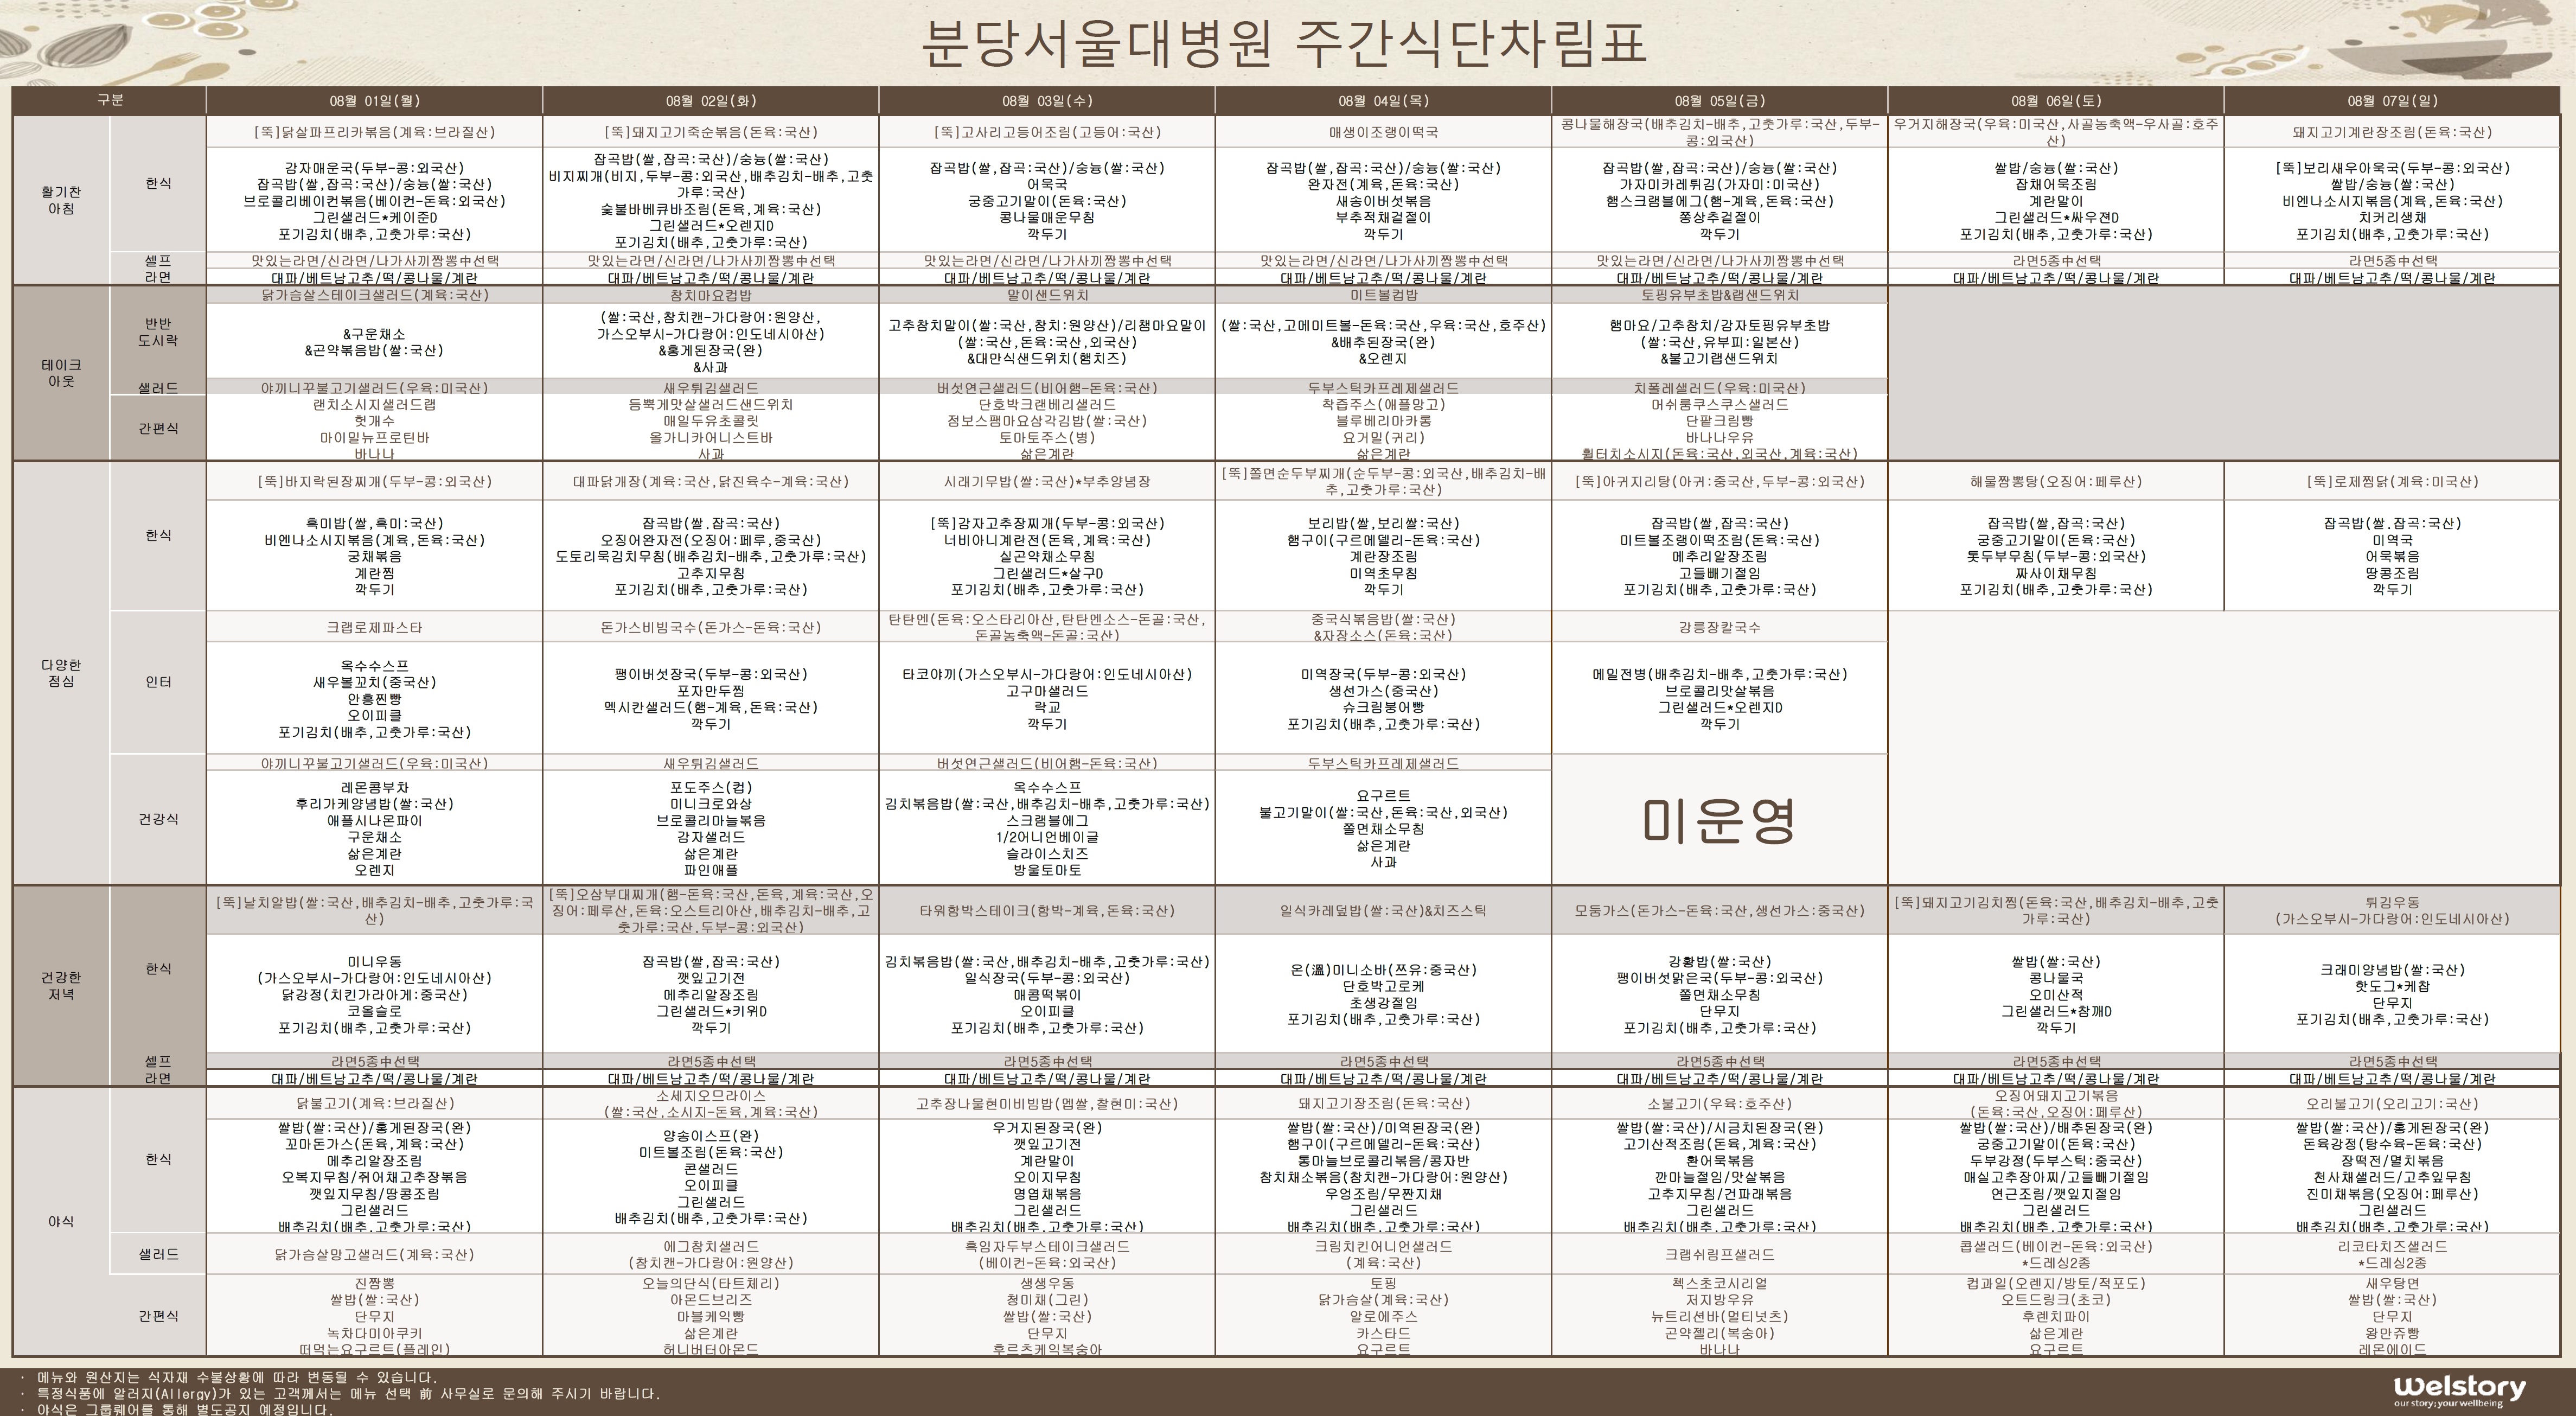 분당서울대병원 주간식단차림표
구분
08월 01일(월)
08월 02일(화)
08월 03일(수)
08월 04일(목)
08월 05일(금)
08월 06일(토)
08월 07일(일)
활기찬
아침
한식
[뚝]닭살파프리카볶음(계육:브라질산)
감자매운국(두부-콩:외국산)
잡곡밥(쌀,잡곡:국산)/숭늉(쌀:국산)
브로콜리베이컨볶음(베이컨-돈육:외국산)
그린샐러드*케이준D
포기김치(배추,고춧가루:국산)
[뚝]돼지고기죽순볶음(돈육:국산)
잡곡밥(쌀,잡곡:국산)/숭늉(쌀:국산)
비지찌개(비지,두부-콩:외국산,배추김치-배추,고춧
가루:국산)
숯불바베큐바조림(돈육,계육:국산)
그린샐러드*오렌지D
포기김치(배추,고춧가루:국산)
[뚝]고사리고등어조림(고등어:국산)
잡곡밥(쌀,잡곡:국산)/숭늉(쌀:국산)
어묵국
궁중고기말이(돈육:국산)
콩나물매운무침
깍두기
매생이조랭이떡국
잡곡밥(쌀,잡곡:국산)/숭늉(쌀:국산)
완자전(계육,돈육:국산)
새송이버섯볶음
부추적채겉절이
깍두기
콩나물해장국(배추김치-배추,고춧가루:국산,두부-
콩:외국산)
잡곡밥(쌀,잡곡:국산)/숭늉(쌀:국산)
가자미카레튀김(가자미:미국산)
햄스크램블에그(햄-계육,돈육:국산)
쫑상추겉절이
깍두기
우거지해장국(우육:미국산,사골농축액-우사골:호주
산)
쌀밥/숭늉(쌀:국산)
잡채어묵조림
계란말이
그린샐러드*싸우젼D
포기김치(배추,고춧가루:국산)
돼지고기계란장조림(돈육:국산)
[뚝]보리새우아욱국(두부-콩:외국산)
쌀밥/숭늉(쌀:국산)
비엔나소시지볶음(계육,돈육:국산)
치커리생채
포기김치(배추,고춧가루:국산)
셀프
라면
맛있는라면/신라면/나가사끼짬뽕中선택
대파/베트남고추/떡/콩나물/계란
맛있는라면/신라면/나가사끼짬뽕中선택
대파/베트남고추/떡/콩나물/계란
맛있는라면/신라면/나가사끼짬뽕中선택
대파/베트남고추/떡/콩나물/계란
맛있는라면/신라면/나가사끼짬뽕中선택
대파/베트남고추/떡/콩나물/계란
맛있는라면/신라면/나가사끼짬뽕中선택
대파/베트남고추/떡/콩나물/계란
라면5종中선택
대파/베트남고추/떡/콩나물/계란
라면5종中선택
대파/베트남고추/떡/콩나물/계란
테이크
아웃
반반
도시락
닭가슴살스테이크샐러드(계육:국산)
&구운채소
&곤약볶음밥(쌀:국산)
참치마요컵밥
(쌀:국산,참치캔-가다랑어:원양산,
가스오부시-가다랑어:인도네시아산)
&홍게된장국(완)
&사과
말이샌드위치
고추참치말이(쌀:국산,참치:원양산)/리챔마요말이
(쌀:국산,돈육:국산,외국산)
&대만식샌드위치(햄치즈)
미트볼컵밥
(쌀:국산,고메미트볼-돈육:국산,우육:국산,호주산)
&배추된장국(완)
&오렌지
토핑유부초밥&랩샌드위치
햄마요/고추참치/감자토핑유부초밥
(쌀:국산,유부피:일본산)
&불고기랩샌드위치
샐러드
야끼니꾸불고기샐러드(우육:미국산)
새우튀김샐러드
버섯연근샐러드(비어햄-돈육:국산)
두부스틱카프레제샐러드
치폴레샐러드(우육:미국산)
간편식
랜치소시지샐러드랩
헛개수
마이밀뉴프로틴바
바나나
듬뿍게맛살샐러드샌드위치
매일두유초콜릿
올가니카어니스트바
사과
단호박크랜베리샐러드
점보스팸마요삼각김밥(쌀:국산)
토마토주스(병)
삶은계란
착즙주스(애플망고)
블루베리마카롱
요거밀(귀리)
삶은계란
머쉬룸쿠스쿠스샐러드
단팥크림빵
바나나우유
휠터치소시지(돈육:국산,외국산,계육:국산)
다양한
점심
한식
[뚝]바지락된장찌개(두부-콩:외국산)
흑미밥(쌀,흑미:국산)
비엔나소시지볶음(계육,돈육:국산)
궁채볶음
계란찜
깍두기
대파닭개장(계육:국산,닭진육수-계육:국산)
잡곡밥(쌀.잡곡:국산)
오징어완자전(오징어:페루,중국산)
도토리묵김치무침(배추김치-배추,고춧가루:국산)
고추지무침
포기김치(배추,고춧가루:국산)
시래기무밥(쌀:국산)*부추양념장
[뚝]감자고추장찌개(두부-콩:외국산)
너비아니계란전(돈육,계육:국산)
실곤약채소무침
그린샐러드*살구D
포기김치(배추,고춧가루:국산)
[뚝]쫄면순두부찌개(순두부-콩:외국산,배추김치-배
추,고춧가루:국산)
보리밥(쌀,보리쌀:국산)
햄구이(구르메델리-돈육:국산)
계란장조림
미역초무침
깍두기
[뚝]아귀지리탕(아귀:중국산,두부-콩:외국산)
잡곡밥(쌀,잡곡:국산)
미트볼조랭이떡조림(돈육:국산)
메추리알장조림
고들빼기절임
포기김치(배추,고춧가루:국산)
해물짬뽕탕(오징어:페루산)
잡곡밥(쌀,잡곡:국산)
궁중고기말이(돈육:국산)
톳두부무침(두부-콩:외국산)
짜사이채무침
포기김치(배추,고춧가루:국산)
[뚝]로제찜닭(계육:미국산)
잡곡밥(쌀.잡곡:국산)
미역국
어묵볶음
땅콩조림
깍두기
인터
크랩로제파스타
옥수수스프
새우볼꼬치(중국산)
안흥찐빵
오이피클
포기김치(배추,고춧가루:국산)
돈가스비빔국수(돈가스-돈육:국산)
팽이버섯장국(두부-콩:외국산)
포자만두찜
멕시칸샐러드(햄-계육,돈육:국산)
깍두기
탄탄멘(돈육:오스타리아산,탄탄멘소스-돈골:국산,
돈골농축액-돈골:국산)
타코야끼(가스오부시-가다랑어:인도네시아산)
고구마샐러드
락교
깍두기
중국식볶음밥(쌀:국산)
&자장소스(돈육:국산)
미역장국(두부-콩:외국산)
생선가스(중국산)
슈크림붕어빵
포기김치(배추,고춧가루:국산)
강릉장칼국수
메밀전병(배추김치-배추,고춧가루:국산)
브로콜리맛살볶음
그린샐러드*오렌지D
깍두기
건강식
야끼니꾸불고기샐러드(우육:미국산)
레몬콤부차
후리가케양념밥(쌀:국산)
애플시나몬파이
구운채소
삶은계란
오렌지
새우튀김샐러드
포도주스(컵)
미니크로와상
브로콜리마늘볶음
감자샐러드
삶은계란
파인애플
버섯연근샐러드(비어햄-돈육:국산)
옥수수스프
김치볶음밥(쌀:국산,배추김치-배추,고춧가루:국산)
스크램블에그
1/2어니언베이글
슬라이스치즈
방울토마토
두부스틱카프레제샐러드
요구르트
불고기말이(쌀:국산,돈육:국산,외국산)
쫄면채소무침
삶은계란
사과
미운영
건강한
저녁
한식
[뚝]날치알밥(쌀:국산,배추김치-배추,고춧가루:국
산)
미니우동
(가스오부시-가다랑어:인도네시아산)
닭강정(치킨가라아게:중국산)
코올슬로
포기김치(배추,고춧가루:국산)
[뚝]오삼부대찌개(햄-돈육:국산,돈육,계육:국산,오
징어:페루산,돈육:오스트리아산,배추김치-배추,고
춧가루:국산,두부-콩:외국산)
잡곡밥(쌀,잡곡:국산)
깻잎고기전
메추리알장조림
그린샐러드*키위D
깍두기
타워함박스테이크(함박-계육,돈육:국산)
김치볶음밥(쌀:국산,배추김치-배추,고춧가루:국산)
일식장국(두부-콩:외국산)
매콤떡볶이
오이피클
포기김치(배추,고춧가루:국산)
일식카레덮밥(쌀:국산)&치즈스틱
온(溫)미니소바(쯔유:중국산)
단호박고로케
초생강절임
포기김치(배추,고춧가루:국산)
모둠가스(돈가스-돈육:국산,생선가스:중국산)
강황밥(쌀:국산)
팽이버섯맑은국(두부-콩:외국산)
쫄면채소무침
단무지
포기김치(배추,고춧가루:국산)
[뚝]돼지고기김치찜(돈육:국산,배추김치-배추,고춧
가루:국산)
쌀밥(쌀:국산)
콩나물국
오미산적
그린샐러드*참깨D
깍두기
튀김우동
(가스오부시-가다랑어:인도네시아산)
크래미양념밥(쌀:국산)
핫도그*케찹
단무지
포기김치(배추,고춧가루:국산)
셀프
라면
라면5종中선택
대파/베트남고추/떡/콩나물/계란
라면5종中선택
대파/베트남고추/떡/콩나물/계란
라면5종中선택
대파/베트남고추/떡/콩나물/계란
라면5종中선택
대파/베트남고추/떡/콩나물/계란
라면5종中선택
대파/베트남고추/떡/콩나물/계란
라면5종中선택
대파/베트남고추/떡/콩나물/계란
라면5종中선택
대파/베트남고추/떡/콩나물/계란
야식
한식
닭불고기(계육:브라질산)
쌀밥(쌀:국산)/홍게된장국(완)
꼬마돈가스(돈육,계육:국산)
메추리알장조림
오복지무침/쥐어채고추장볶음
깻잎지무침/땅콩조림
그린샐러드
배추김치(배추,고춧가루:국산)
소세지오므라이스
(쌀:국산,소시지-돈육,계육:국산)
양송이스프(완)
미트볼조림(돈육:국산)
콘샐러드
오이피클
그린샐러드
배추김치(배추,고춧가루:국산)
고추장나물현미비빔밥(멥쌀,찰현미:국산)
우거지된장국(완)
깻잎고기전
계란말이
오이지무침
명엽채볶음
그린샐러드
배추김치(배추,고춧가루:국산)
돼지고기장조림(돈육:국산)
쌀밥(쌀:국산)/미역된장국(완)
햄구이(구르메델리-돈육:국산)
통마늘브로콜리볶음/콩자반
참치채소볶음(참치캔-가다랑어:원양산)
우엉조림/무짠지채
그린샐러드
배추김치(배추,고춧가루:국산)
소불고기(우육:호주산)
쌀밥(쌀:국산)/시금치된장국(완)
고기산적조림(돈육,계육:국산)
환어묵볶음
깐마늘절임/맛살볶음
고추지무침/건파래볶음
그린샐러드
배추김치(배추,고춧가루:국산)
오징어돼지고기볶음
(돈육:국산,오징어:페루산)
쌀밥(쌀:국산)/배추된장국(완)
궁중고기말이(돈육:국산)
두부강정(두부스틱:중국산)
매실고추장아찌/고들빼기절임
연근조림/깻잎지절임
그린샐러드
배추김치(배추,고춧가루:국산)
오리불고기(오리고기:국산)
쌀밥(쌀:국산)/홍게된장국(완)
돈육강정(탕수육-돈육:국산)
장떡전/멸치볶음
천사채샐러드/고추잎무침
진미채볶음(오징어:페루산)
그린샐러드
배추김치(배추,고춧가루:국산)
샐러드
닭가슴살망고샐러드(계육:국산)
에그참치샐러드
(참치캔-가다랑어:원양산)
흑임자두부스테이크샐러드
(베이컨-돈육:외국산)
크림치킨어니언샐러드
(계육:국산)
크랩쉬림프샐러드
콥샐러드(베이컨-돈육:외국산)
*드레싱2종
리코타치즈샐러드
*드레싱2종
간편식
진짬뽕
쌀밥(쌀:국산)
단무지
녹차다미아쿠키
떠먹는요구르트(플레인)
오늘의단식(타트체리)
아몬드브리즈
마블케익빵
삶은계란
허니버터아몬드
생생우동
청미채(그린)
쌀밥(쌀:국산)
단무지
후르츠케익복숭아
토핑
닭가슴살(계육:국산)
알로에주스
카스타드
요구르트
첵스초코시리얼
저지방우유
뉴트리션바(멀티넛츠)
곤약젤리(복숭아)
바나나
컵과일(오렌지/방토/적포도)
오트드링크(초코)
후렌치파이
삶은계란
요구르트
새우탕면
쌀밥(쌀:국산)
단무지
왕만쥬빵
레몬에이드
· 메뉴와 원산지는 식자재 수불상황에 따라 변동될 수 있습니다.
· 특정식품에 알러지(Allergy)가 있는 고객께서는 메뉴 선택 前 사무실로 문의해 주시기 바랍니다.
· 야식은 그룹웨어를 통해 별도공지 예정입니다.
welstory
our story; your wellbeing